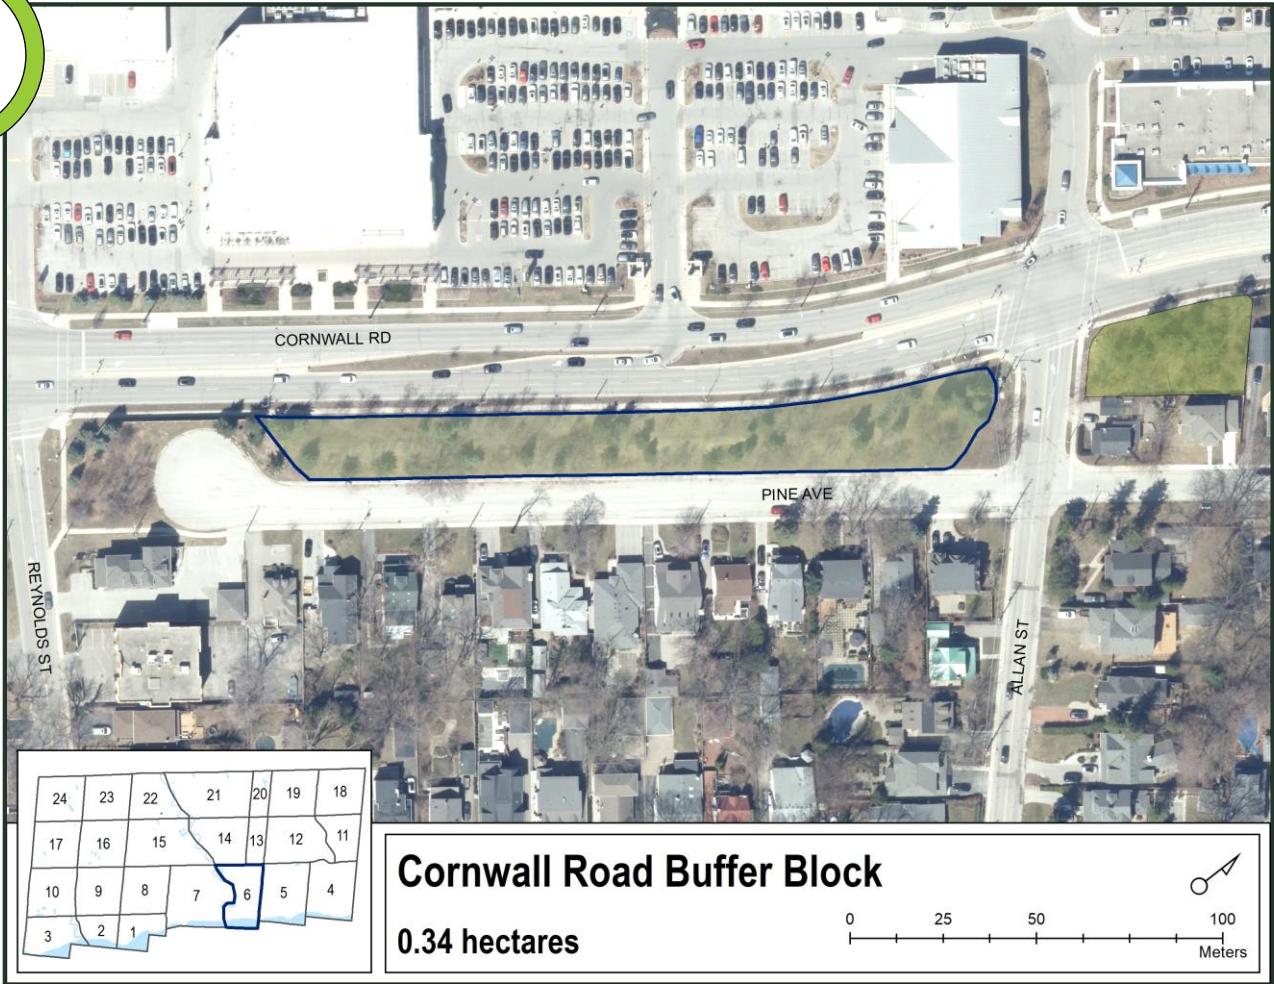 CORNWALL RD
PINE AVE
REYNOLDS ST
ALLAN ST
24 23 22 21 20 19 18
17 16 15 14 13 12 11
10 9 8 7 6 5 4
3 2 1
Cornwall Road Buffer Block
0.34 hectares
0 25 50 100
Meters